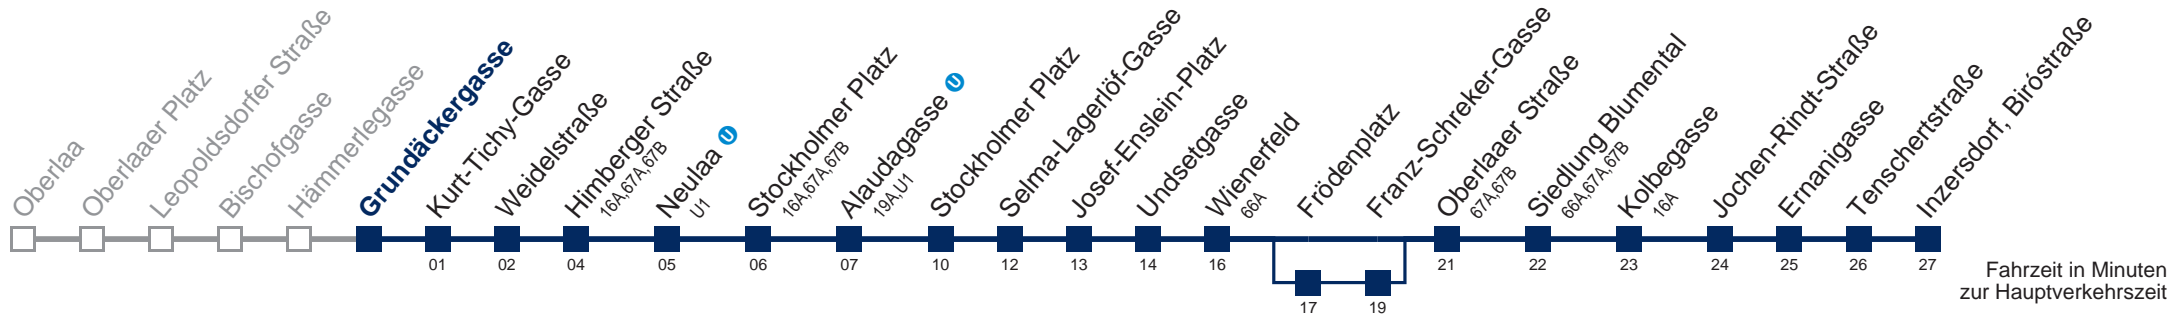 Oberlaa
Oberlaaer Platz
Leopoldsdorfer Straße
Bischofgasse
Hämmerlegasse
Grundäckergasse
Kurt-Tichy-Gasse
01
Weidelstraße
02
Himberger Straße
16A,67A,67B
04
Neulaa U
U1
05
Stockholmer Platz
16A,67A,67B
06
Alaudagasse U
19A,U1
07
Stockholmer Platz
10
Selma-Lagerlöf-Gasse
12
Josef-Enslein-Platz
13
Undsetgasse
14
Wienerfeld
66A
16
Frödenplatz
17
Franz-Schreker-Gasse
19
Oberlaaer Straße
67A,67B
21
Siedlung Blumental
66A,67A,67B
22
Kolbegasse
16A
23
Jochen-Rindt-Straße
24
Ernanigasse
25
Tenschertstraße
26
Inzersdorf, Biróstraße
27
Fahrzeit in Minuten
zur Hauptverkehrszeit